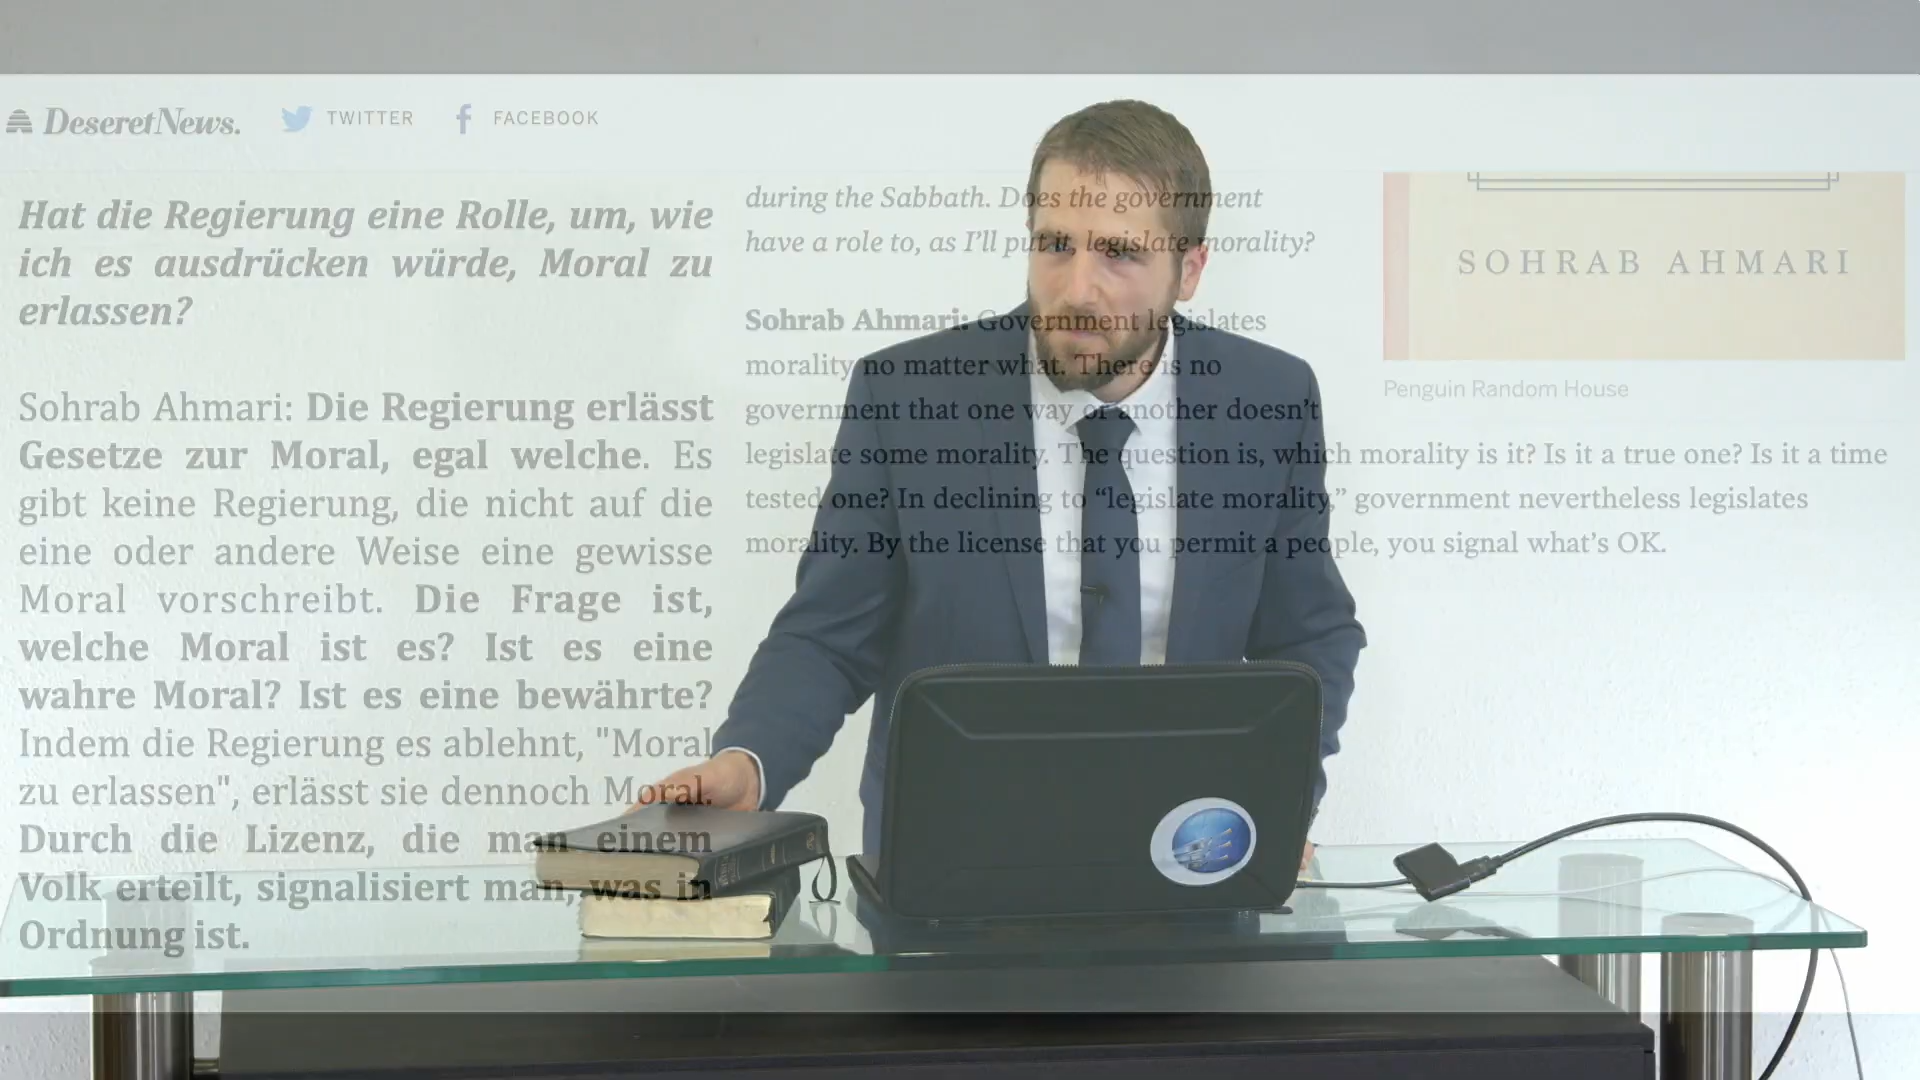 DeseretNews.
TWITTER
FACEBOOK
Hat die Regierung eine Rolle, um, wie
ich es ausdrücken würde, Moral zu
erlassen?
Sohrab Ahmari: Die Regierung erlässt
Gesetze zur Moral, egal welche. Es
gibt keine Regierung, die nicht auf die
eine oder andere Weise eine gewisse
Moral vorschreibt. Die Frage ist,
welche Moral ist es? Ist es eine
wahre Moral? Ist es eine bewährte?
Indem die Regierung es ablehnt, "Moral
zu erlassen", erlässt sie dennoch Moral.
Durch die Lizenz, die man einem
Volk erteilt, signalisiert man, was in
Ordnung ist.
during the Sabbath. Does the government
have a role to, as I'll put it, legislate morality?
Sohrab Ahmari: Government legislates
morality no matter what. There is no
government that one way or another doesn't
legislate some morality. The question is, which morality is it? Is it a true one? Is it a time
tested one? In declining to “legislate morality,” government nevertheless legislates
morality. By the license that you permit a people, you signal what's OK.
SOHRAB AHMARI
Penguin Random House